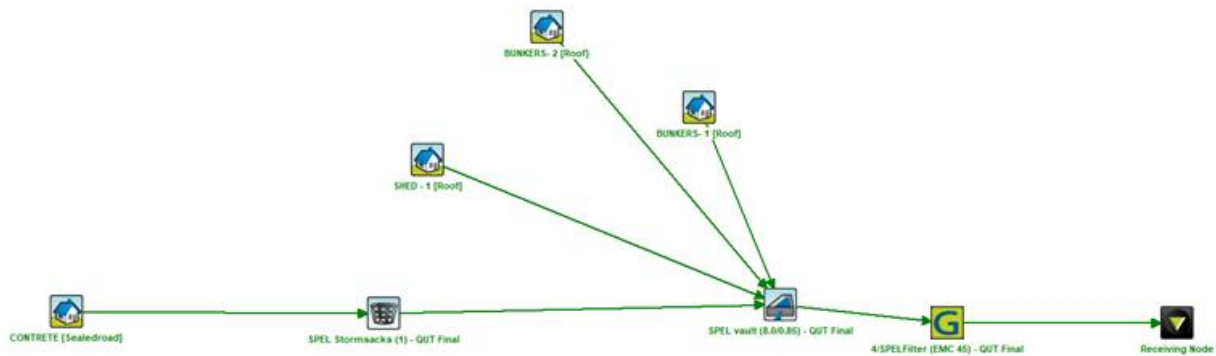 BUNKERS- 2 [Roof]
BUNKERS- 1 [Roof]
SHED - 1 [Roof]
CONTRETE [Sealedroad]
SPEL Stormsacks (1) - QUT Final
SPEL vault (8.0/0.85) - QUT Final
G
4/SPELFilter (EMC 45) - QUT Final
Receiving Node